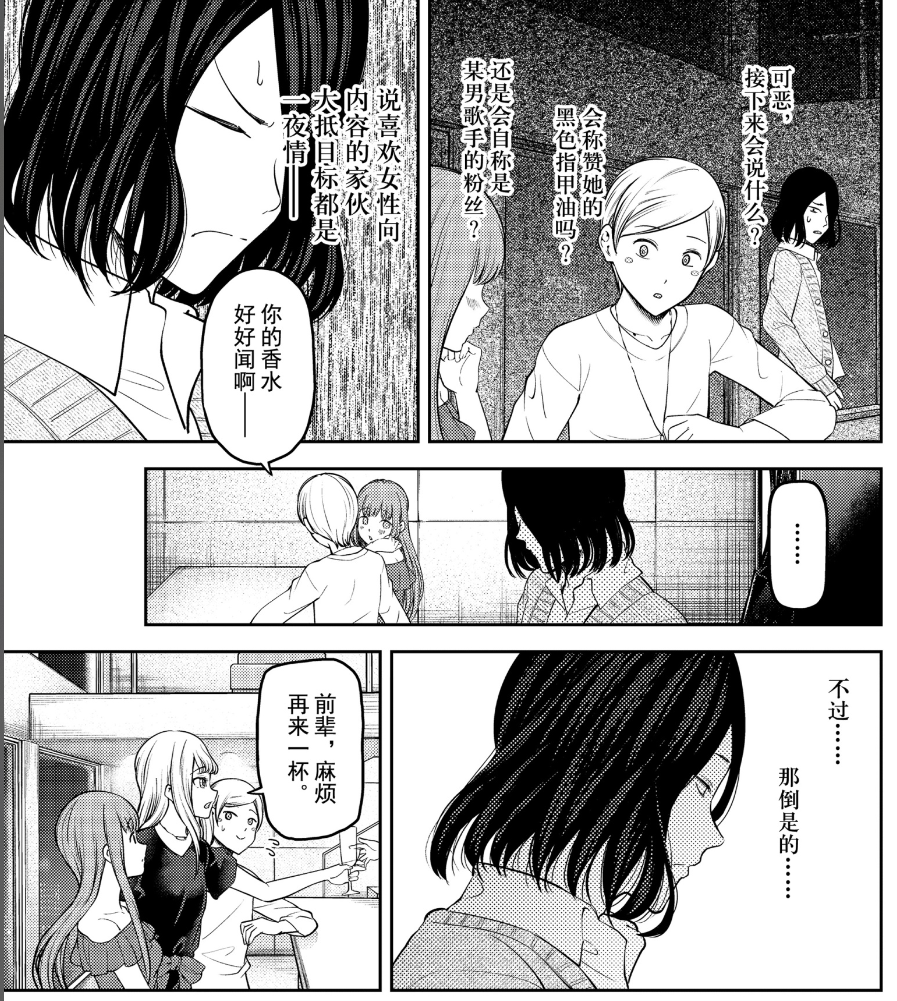 可恶，
接下来会说什么？
会称赞她的
黑色指甲油吗？
还是会自称是
某男歌手的粉丝？
说喜欢女性向
内容的家伙
大抵目标都是
一夜情——
你的香水
好好闻啊——
……
不过……
那倒是的……
前辈，麻烦
再来一杯。